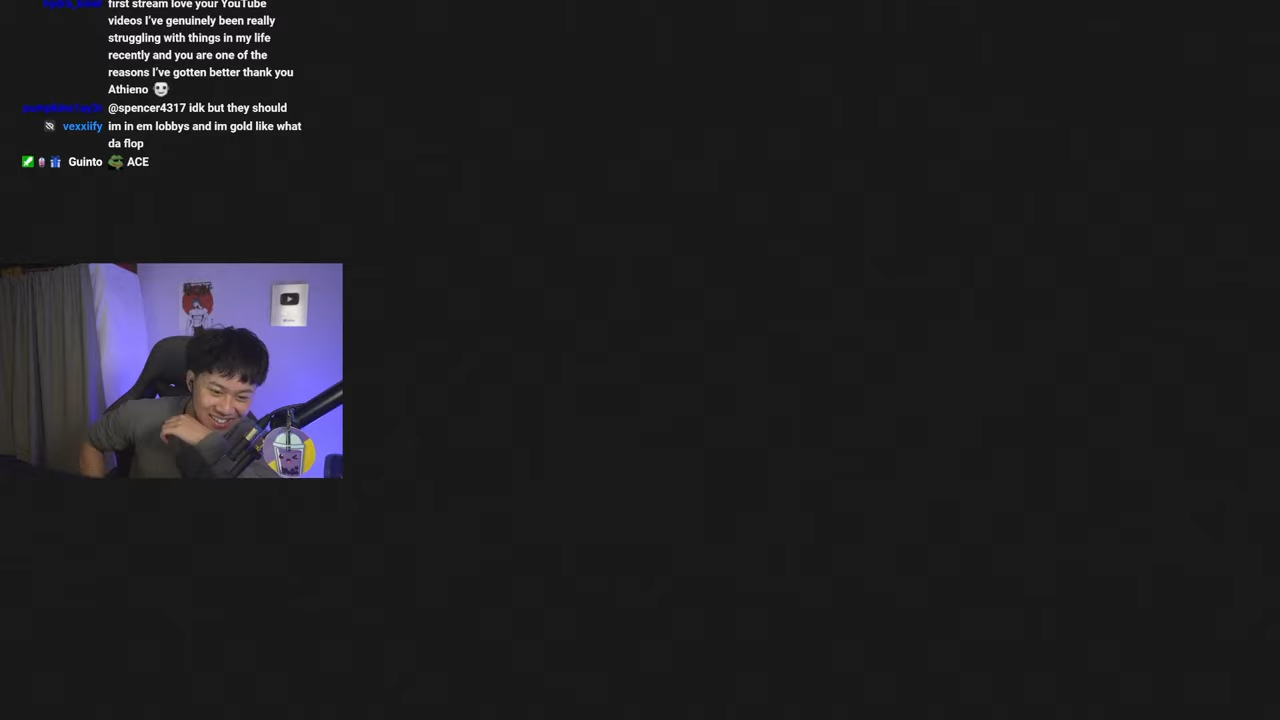 first stream love your YouTube
videos I've genuinely been really
struggling with things in my life
recently and you are one of the
reasons I've gotten better thank you
Athieno
@spencer4317 idk but they should
vexxiify im in em lobbys and im gold like what
da flop
Guinto ACE